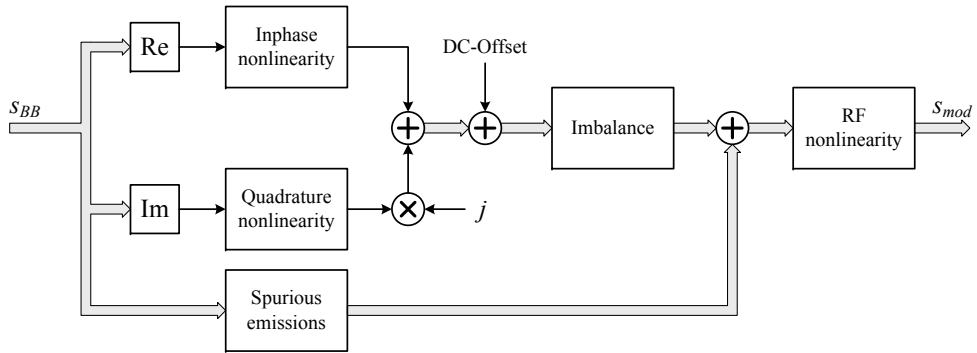 Re
Inphase
nonlinearity
DC-Offset
s_BB
Imbalance
RF
nonlinearity
s_mod
Im
Quadrature
nonlinearity
j
Spurious
emissions